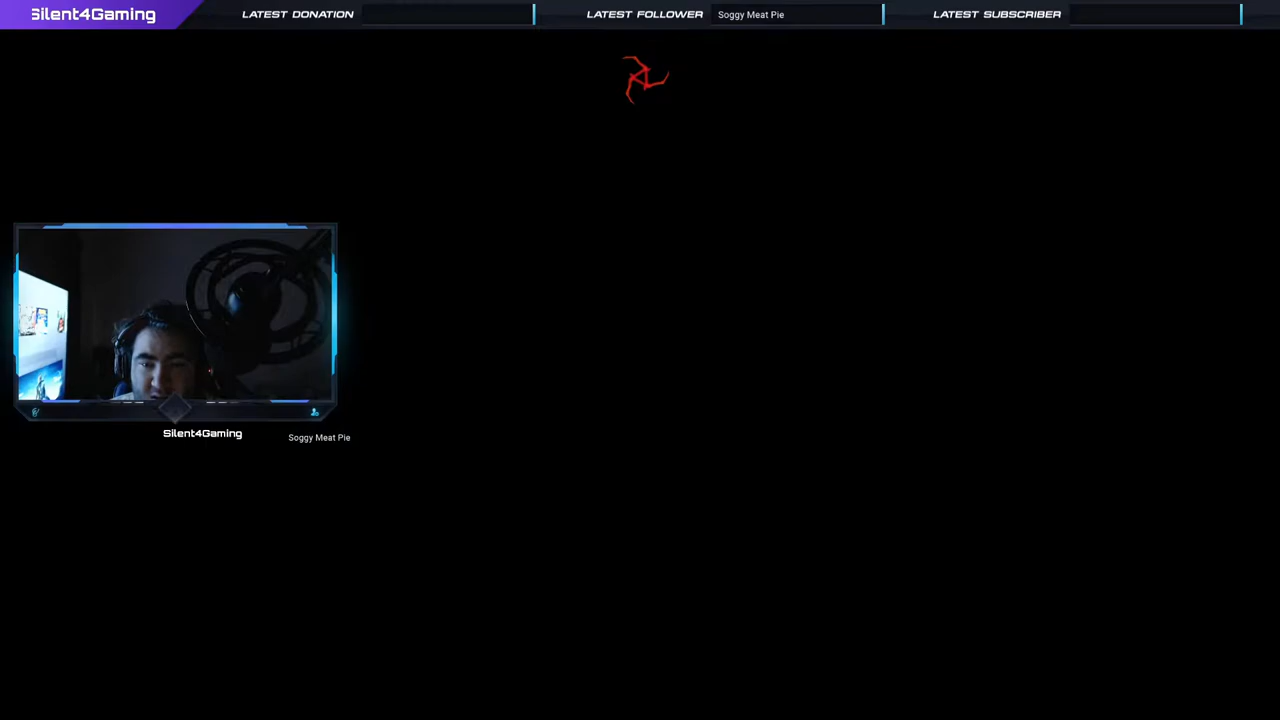 Silent4Gaming
LATEST DONATION
LATEST FOLLOWER Soggy Meat Pie
LATEST SUBSCRIBER
Silent4Gaming
Soggy Meat Pie